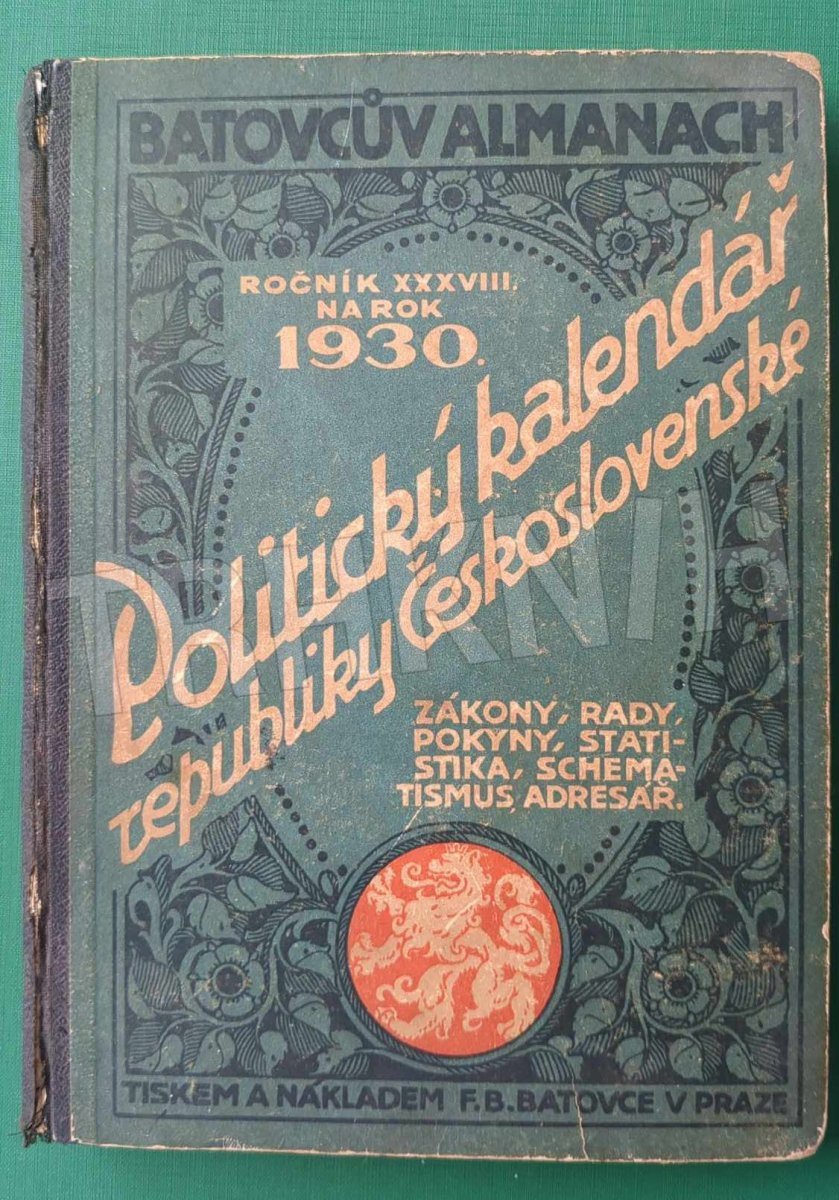 BATOVCŮV ALMANACH
ROČNÍK XXXVIII.
NA ROK
1930.
Politický kalendář
republiky Československé
ZÁKONY, RADY,
POKYNY, STATI-
STIKA, SCHEMA-
TISMUS, ADRESÁŘ.
TISKEM A NÁKLADEM F. B. BATOVCE V PRAZE